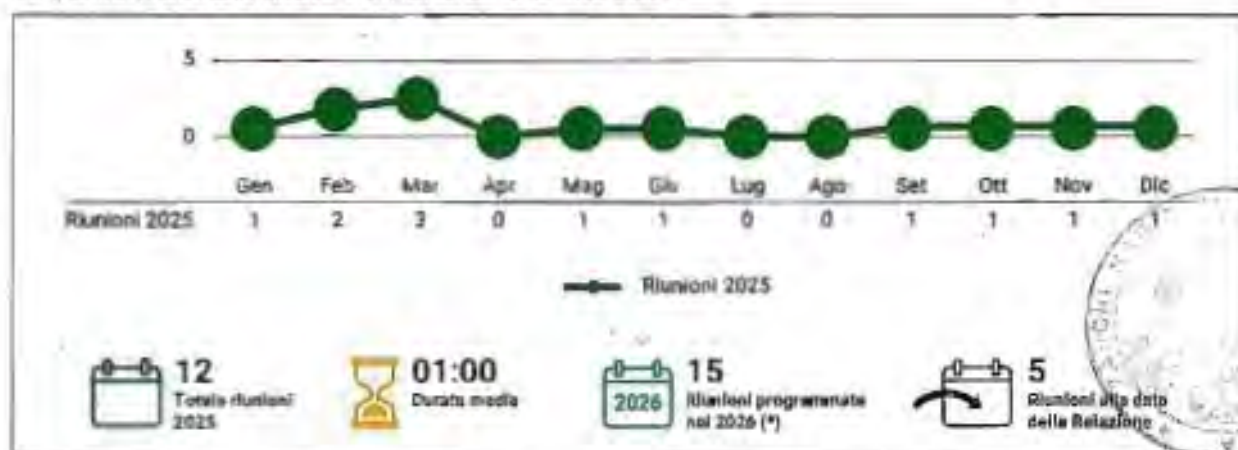 5
0
Gen Feb Mar Apr Mag Giu Lug Ago Set Ott Nov Dic
Riunioni 2025 1 2 3 0 1 1 0 0 1 1 1 1
Riunioni 2025
12
Totale riunioni
2025
01:00
Durata media
2026
15
Riunioni programmate
nel 2026 (*)
5
Riunioni alla data
della Relazione